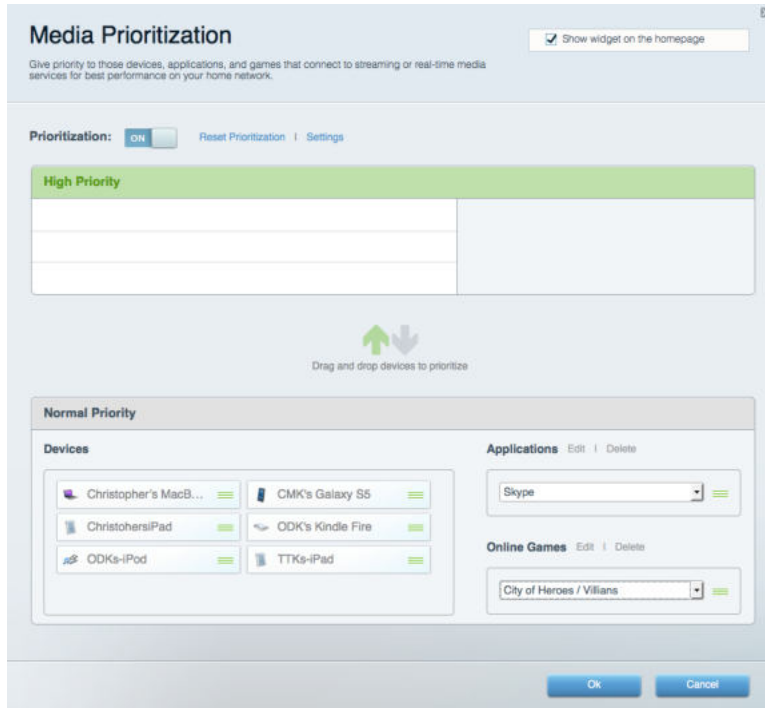 Media Prioritization
Show widget on the homepage
Give priority to those devices, applications, and games that connect to streaming or real-time media
services for best performance on your home network.
Prioritization: ON Reset Prioritization | Settings
High Priority
Drag and drop devices to prioritize
Normal Priority
Devices
Christopher's MacB...
CMK's Galaxy S5
ChristohersiPad
ODK's Kindle Fire
ODKs-iPod
TTKs-iPad
Applications Edit | Delete
Skype
Online Games Edit | Delete
City of Heroes / Villians
Ok
Cancel